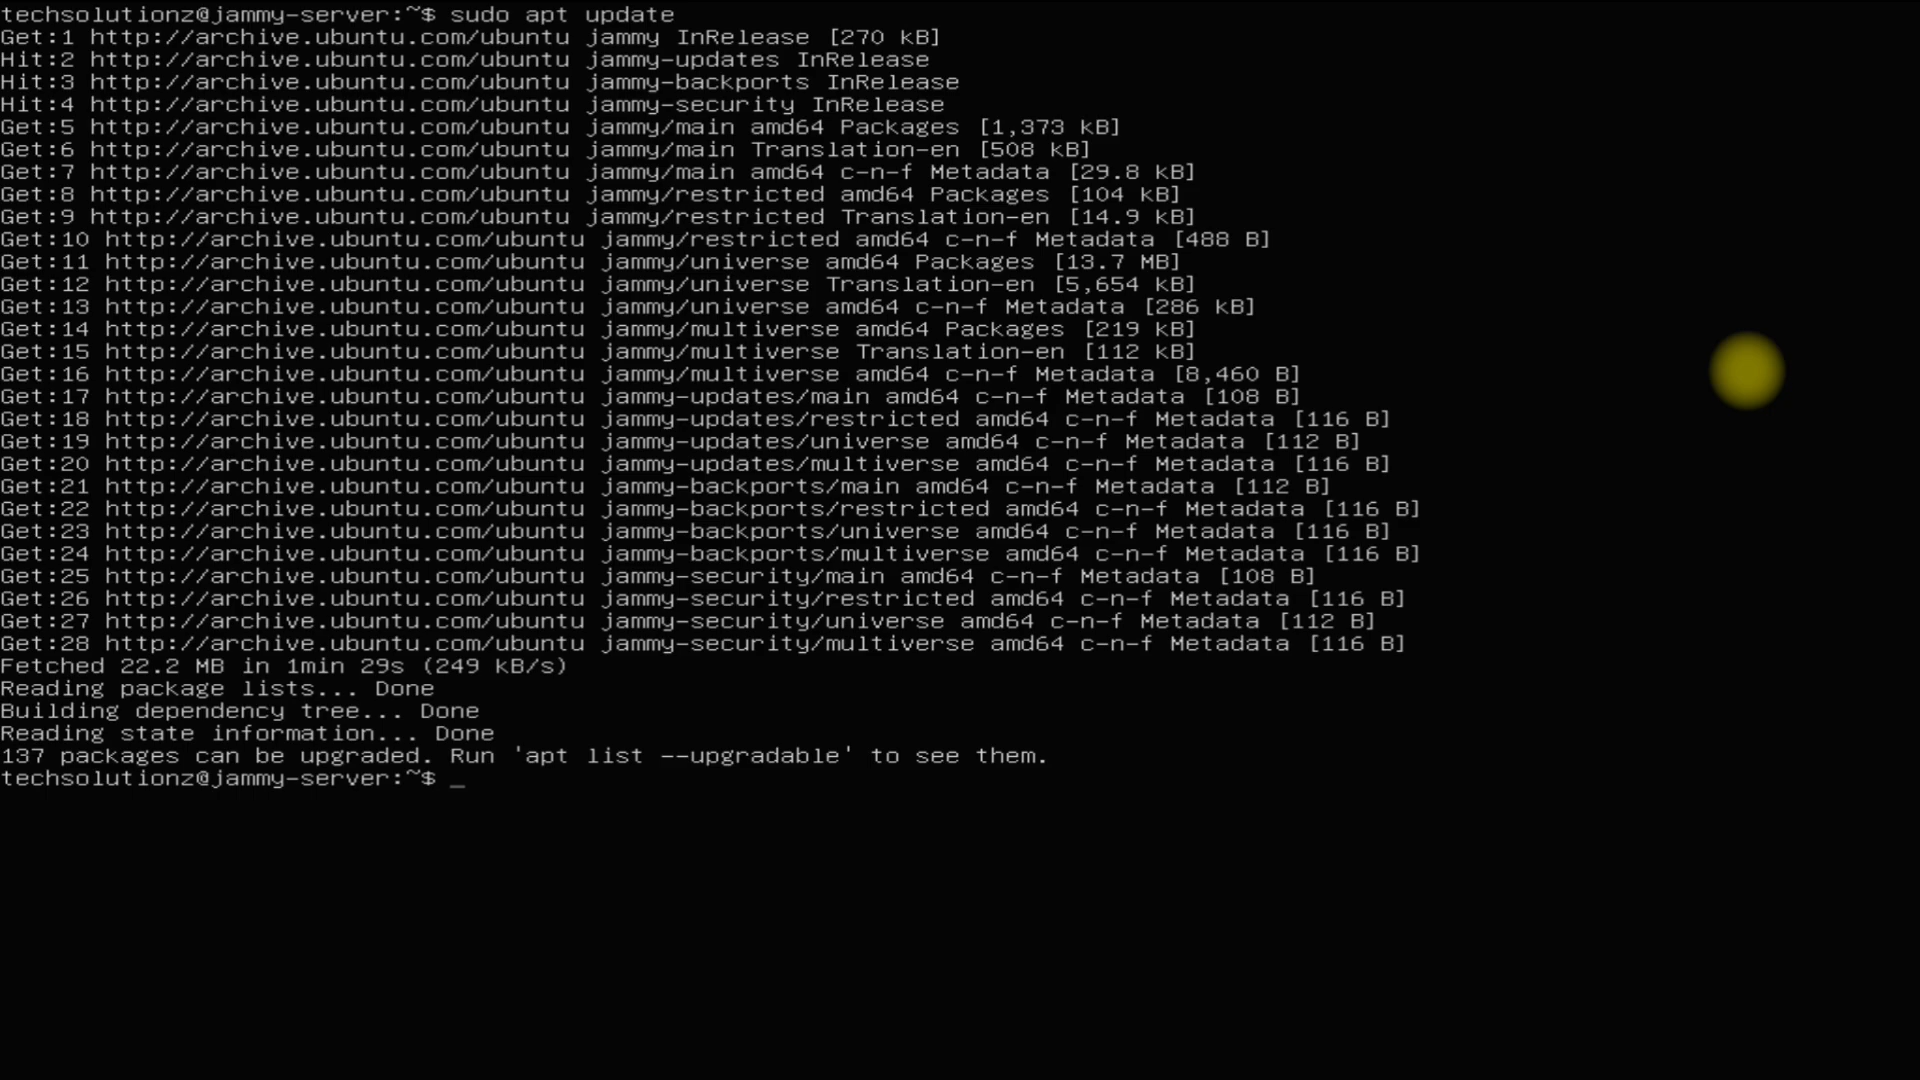 techsolutionz@jammy-server:~$ sudo apt update
Get:1 http://archive.ubuntu.com/ubuntu jammy InRelease [270 kB]
Hit:2 http://archive.ubuntu.com/ubuntu jammy-updates InRelease
Hit:3 http://archive.ubuntu.com/ubuntu jammy-backports InRelease
Hit:4 http://archive.ubuntu.com/ubuntu jammy-security InRelease
Get:5 http://archive.ubuntu.com/ubuntu jammy/main amd64 Packages [1,373 kB]
Get:6 http://archive.ubuntu.com/ubuntu jammy/main Translation-en [508 kB]
Get:7 http://archive.ubuntu.com/ubuntu jammy/main amd64 c-n-f Metadata [29.8 kB]
Get:8 http://archive.ubuntu.com/ubuntu jammy/restricted amd64 Packages [104 kB]
Get:9 http://archive.ubuntu.com/ubuntu jammy/restricted Translation-en [14.9 kB]
Get:10 http://archive.ubuntu.com/ubuntu jammy/restricted amd64 c-n-f Metadata [488 B]
Get:11 http://archive.ubuntu.com/ubuntu jammy/universe amd64 Packages [13.7 MB]
Get:12 http://archive.ubuntu.com/ubuntu jammy/universe Translation-en [5,654 kB]
Get:13 http://archive.ubuntu.com/ubuntu jammy/universe amd64 c-n-f Metadata [286 kB]
Get:14 http://archive.ubuntu.com/ubuntu jammy/multiverse amd64 Packages [219 kB]
Get:15 http://archive.ubuntu.com/ubuntu jammy/multiverse Translation-en [112 kB]
Get:16 http://archive.ubuntu.com/ubuntu jammy/multiverse amd64 c-n-f Metadata [8,460 B]
Get:17 http://archive.ubuntu.com/ubuntu jammy-updates/main amd64 c-n-f Metadata [108 B]
Get:18 http://archive.ubuntu.com/ubuntu jammy-updates/restricted amd64 c-n-f Metadata [116 B]
Get:19 http://archive.ubuntu.com/ubuntu jammy-updates/universe amd64 c-n-f Metadata [112 B]
Get:20 http://archive.ubuntu.com/ubuntu jammy-updates/multiverse amd64 c-n-f Metadata [116 B]
Get:21 http://archive.ubuntu.com/ubuntu jammy-backports/main amd64 c-n-f Metadata [112 B]
Get:22 http://archive.ubuntu.com/ubuntu jammy-backports/restricted amd64 c-n-f Metadata [116 B]
Get:23 http://archive.ubuntu.com/ubuntu jammy-backports/universe amd64 c-n-f Metadata [116 B]
Get:24 http://archive.ubuntu.com/ubuntu jammy-backports/multiverse amd64 c-n-f Metadata [116 B]
Get:25 http://archive.ubuntu.com/ubuntu jammy-security/main amd64 c-n-f Metadata [108 B]
Get:26 http://archive.ubuntu.com/ubuntu jammy-security/restricted amd64 c-n-f Metadata [116 B]
Get:27 http://archive.ubuntu.com/ubuntu jammy-security/universe amd64 c-n-f Metadata [112 B]
Get:28 http://archive.ubuntu.com/ubuntu jammy-security/multiverse amd64 c-n-f Metadata [116 B]
Fetched 22.2 MB in 1min 29s (249 kB/s)
Reading package lists... Done
Building dependency tree... Done
Reading state information... Done
137 packages can be upgraded. Run 'apt list --upgradable' to see them.
techsolutionz@jammy-server:~$ _